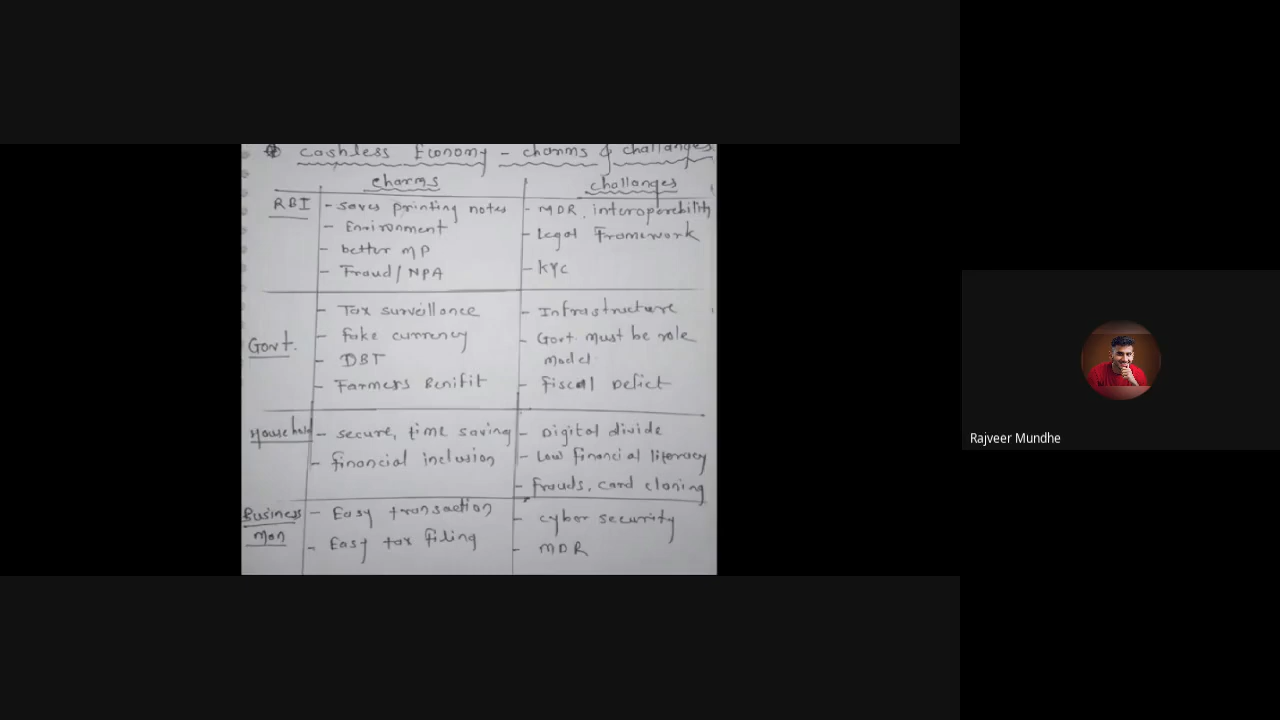 Cashless Economy - charms & challanges
charms challanges
RBI - saves printing notes - MDR, interoperability
- Environment - legal Framework
- better MP
- Fraud/NPA - KYC
- Tax surveillance - Infrastructure
- fake currency - Govt. must be role
Govt. - DBT model
- Farmers Benifit - fiscal Deficit
Household - secure, time saving - Digital divide
- financial inclusion - Low financial literacy
- frauds, card cloning
Business - Easy transaction - cyber security
man - Easy tax filing - MDR
Rajveer Mundhe